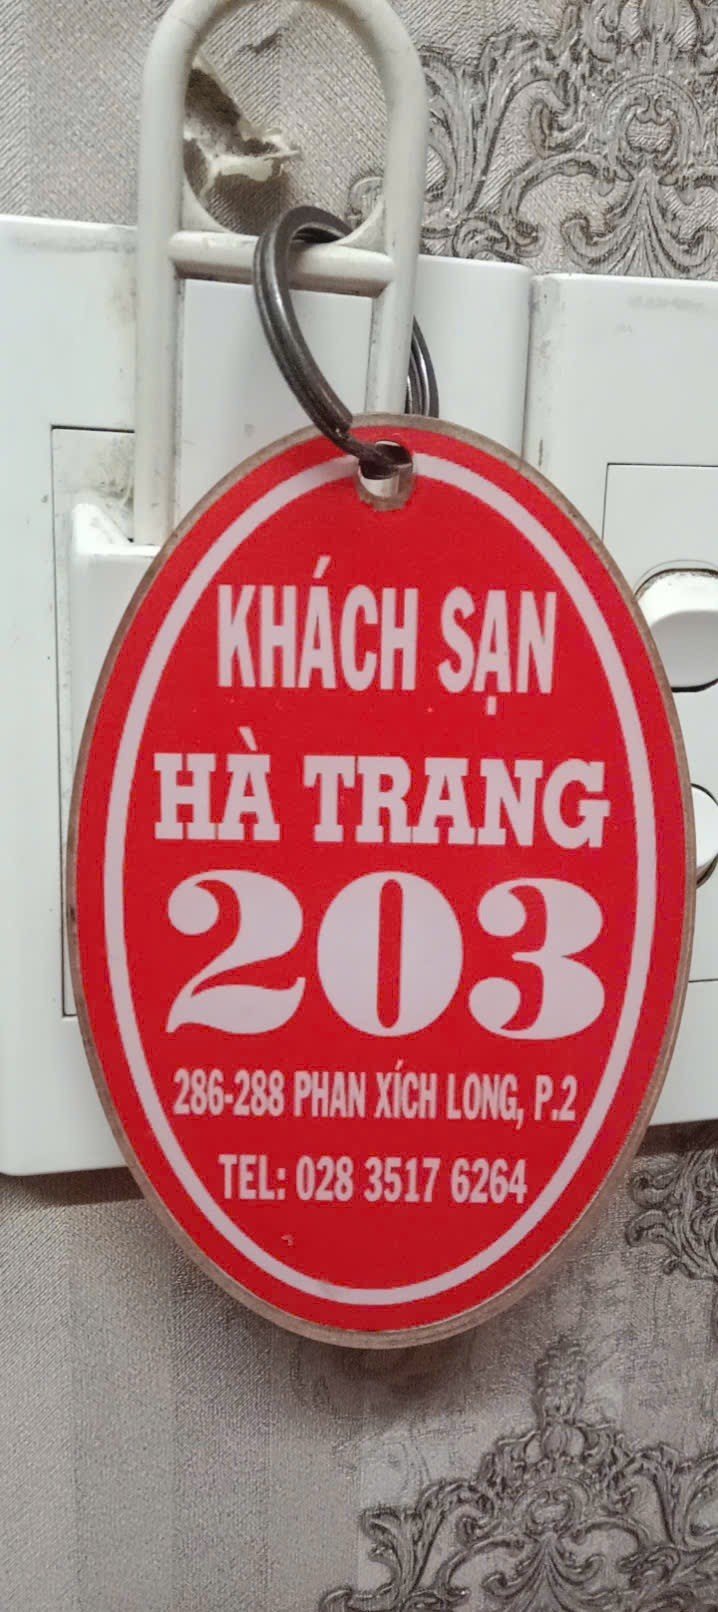 KHÁCH SẠN
HÀ TRANG
203
286-288 PHAN XÍCH LONG, P.2
TEL: 028 3517 6264